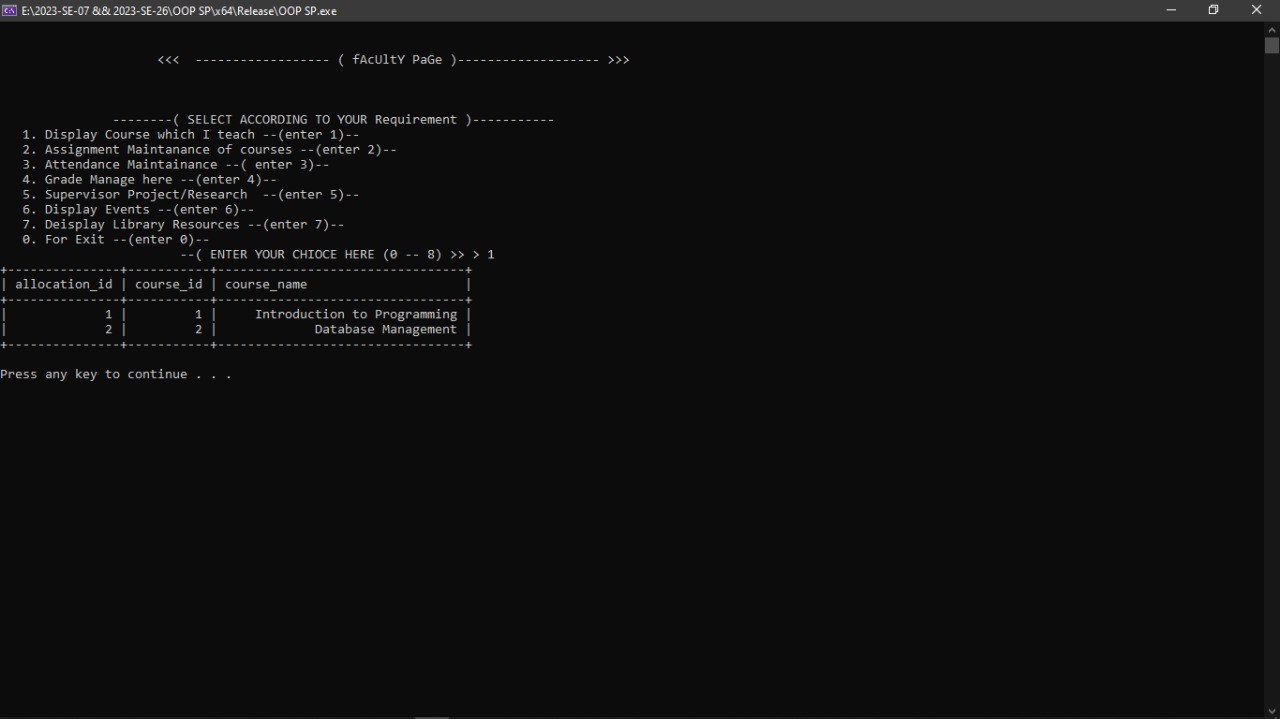 E:\2023-SE-07 && 2023-SE-26\OOP SP\x64\Release\OOP SP.exe
<<<  ------------------ ( fAcUltY PaGe )------------------- >>>
--------( SELECT ACCORDING TO YOUR Requirement )-----------
1. Display Course which I teach --(enter 1)--
2. Assignment Maintanance of courses --(enter 2)--
3. Attendance Maintainance --( enter 3)--
4. Grade Manage here --(enter 4)--
5. Supervisor Project/Research  --(enter 5)--
6. Display Events --(enter 6)--
7. Deisplay Library Resources --(enter 7)--
0. For Exit --(enter 0)--
--( ENTER YOUR CHIOCE HERE (0 -- 8) >> > 1
+---------------+-----------+---------------------------------+
| allocation_id | course_id | course_name                     |
+---------------+-----------+---------------------------------+
|             1 |         1 |     Introduction to Programming |
|             2 |         2 |             Database Management |
+---------------+-----------+---------------------------------+
Press any key to continue . . .